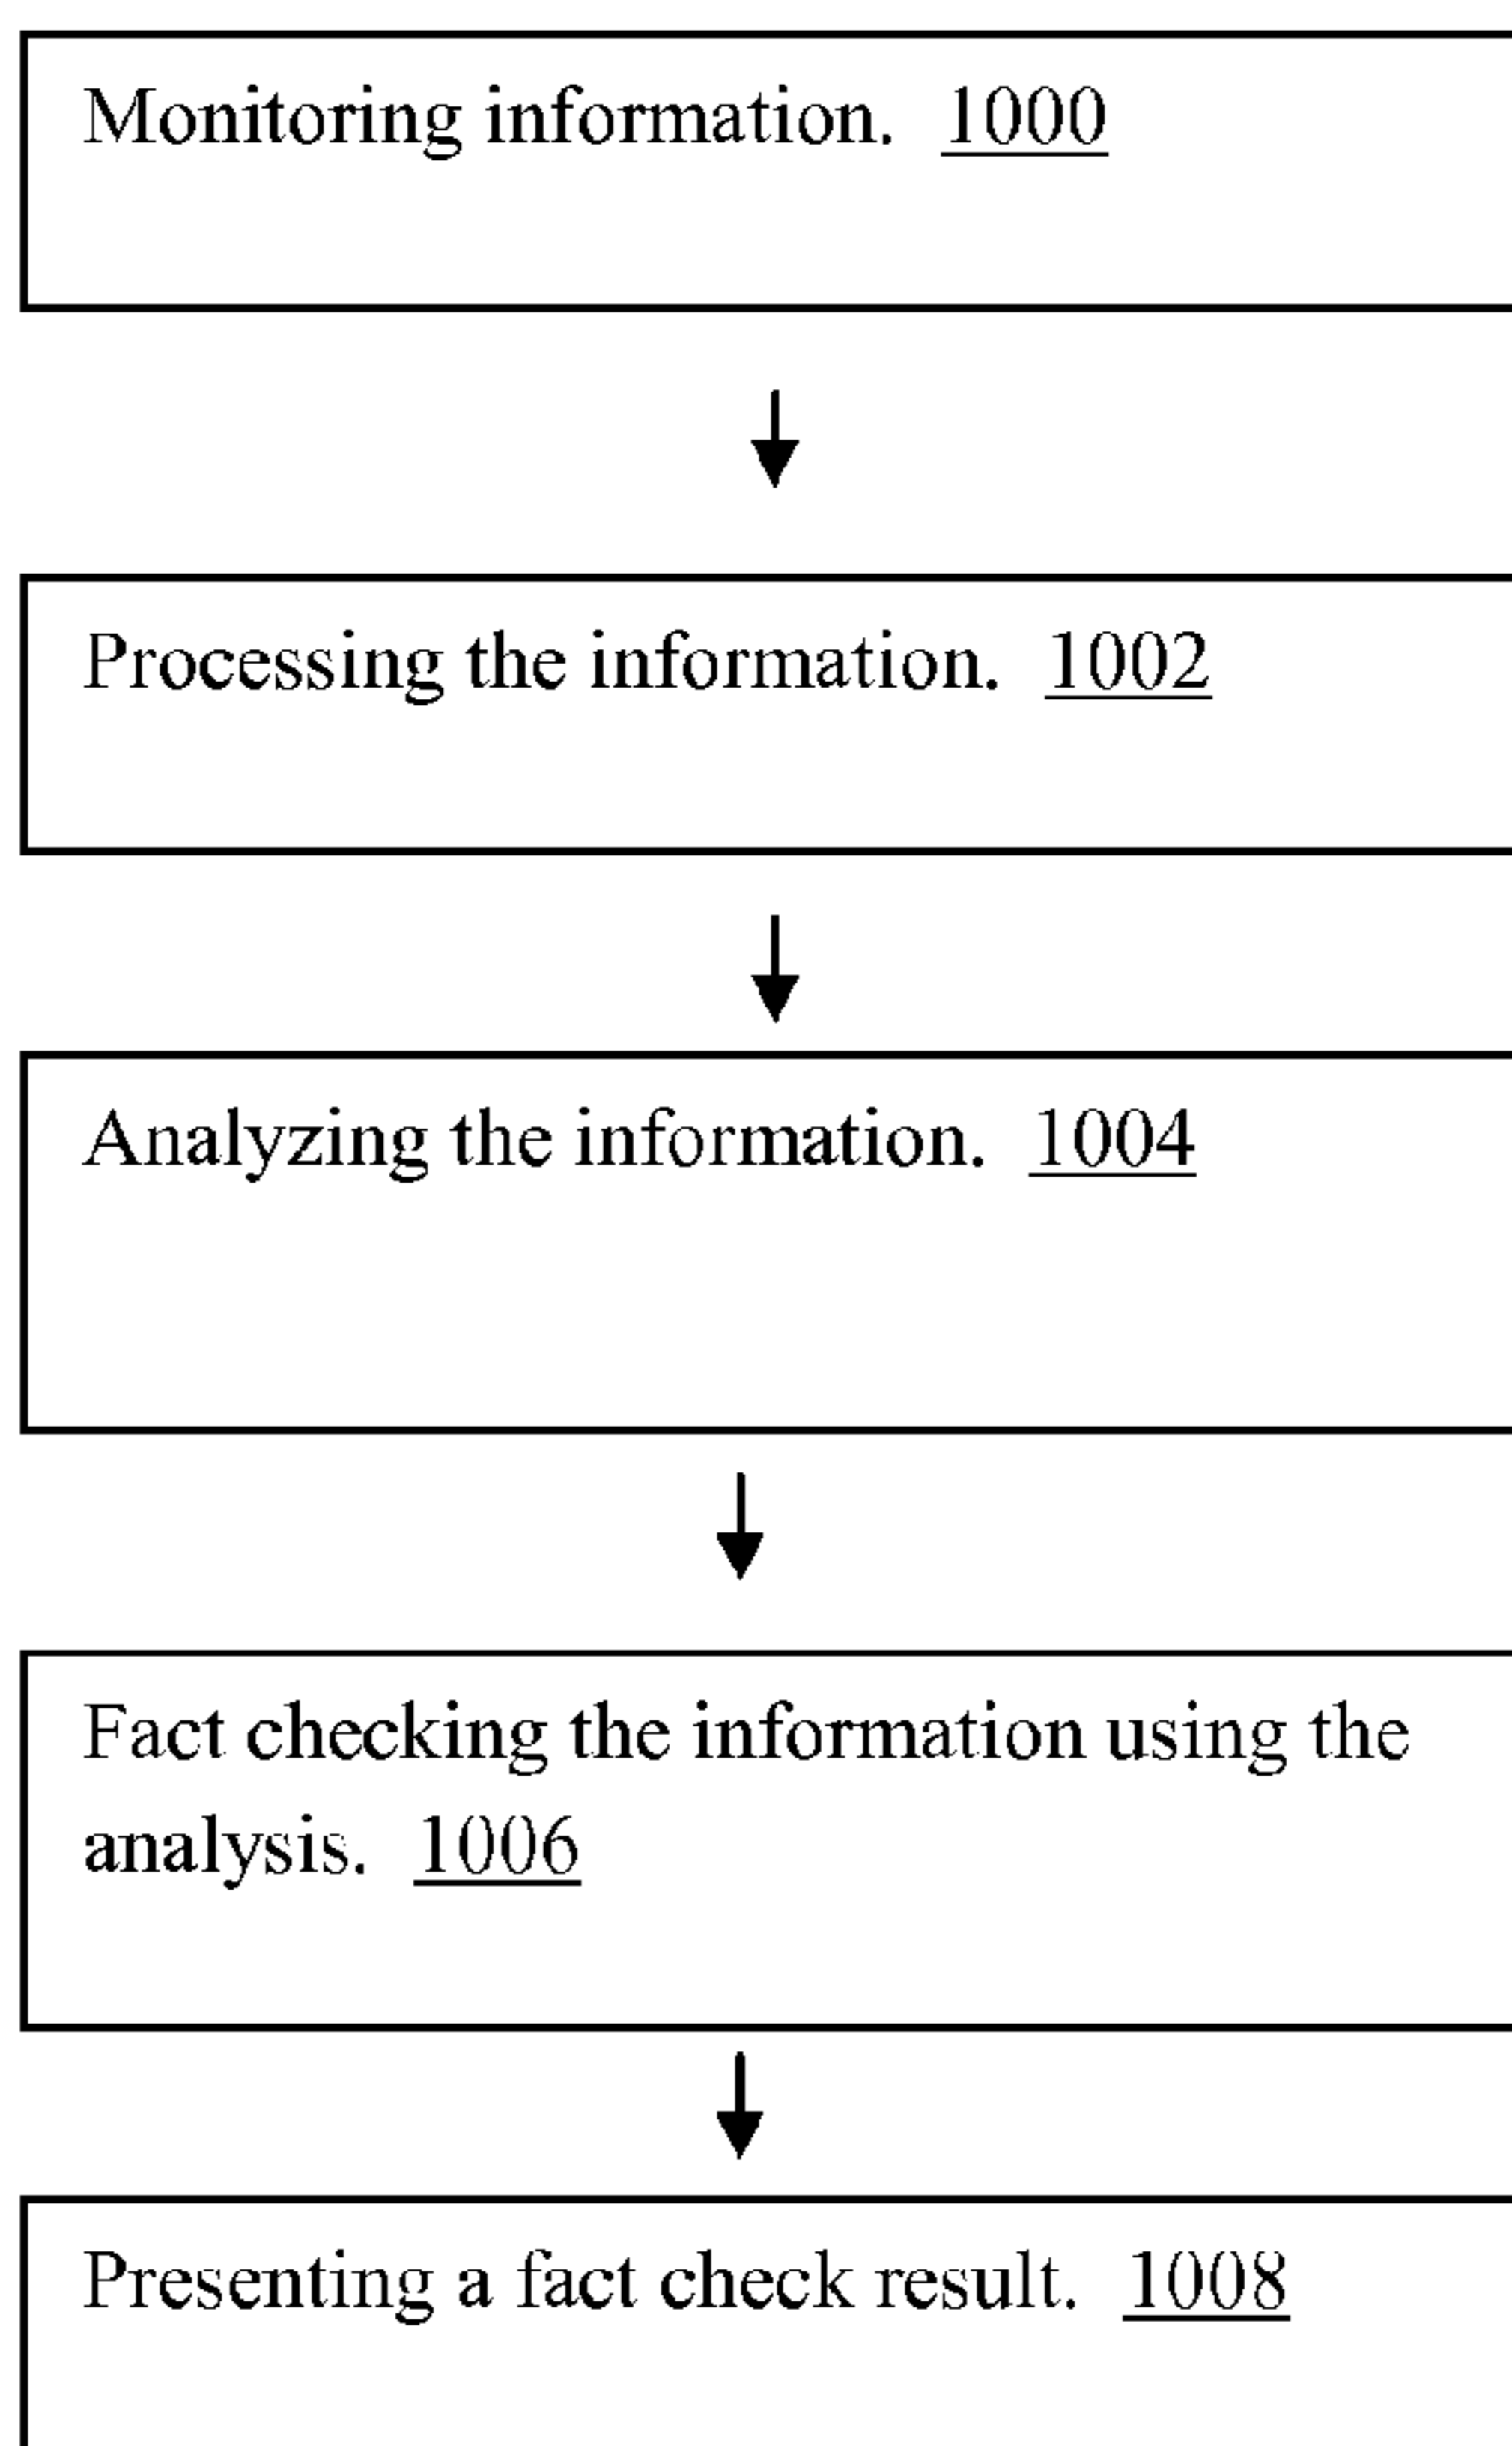 Monitoring information. 1000
Processing the information. 1002
Analyzing the information. 1004
Fact checking the information using the
analysis. 1006
Presenting a fact check result. 1008